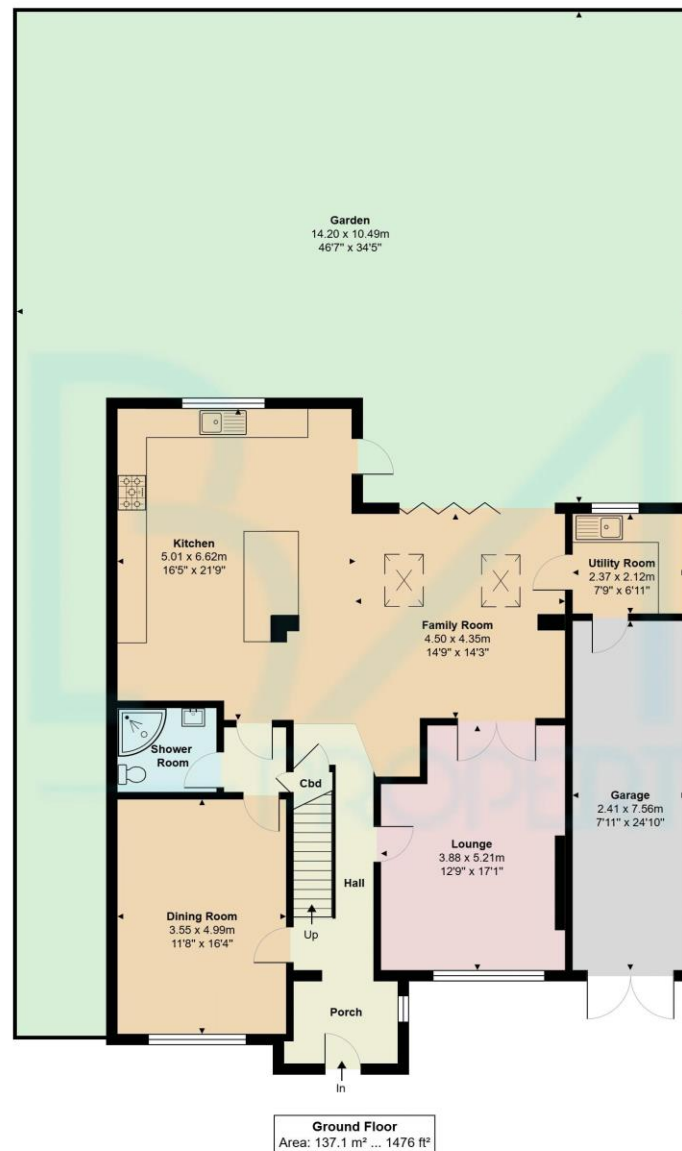 Garden
14.20 x 10.49m
46'7" x 34'5"
Kitchen
5.01 x 6.62m
16'5" x 21'9"
Utility Room
2.37 x 2.12m
7'9" x 6'11"
Family Room
4.50 x 4.35m
14'9" x 14'3"
Shower
Room
Cbd
Garage
2.41 x 7.56m
7'11" x 24'10"
Lounge
3.88 x 5.21m
12'9" x 17'1"
Hall
Dining Room
3.55 x 4.99m
11'8" x 16'4"
Up
Porch
In
Ground Floor
Area: 137.1 m² ... 1476 ft²